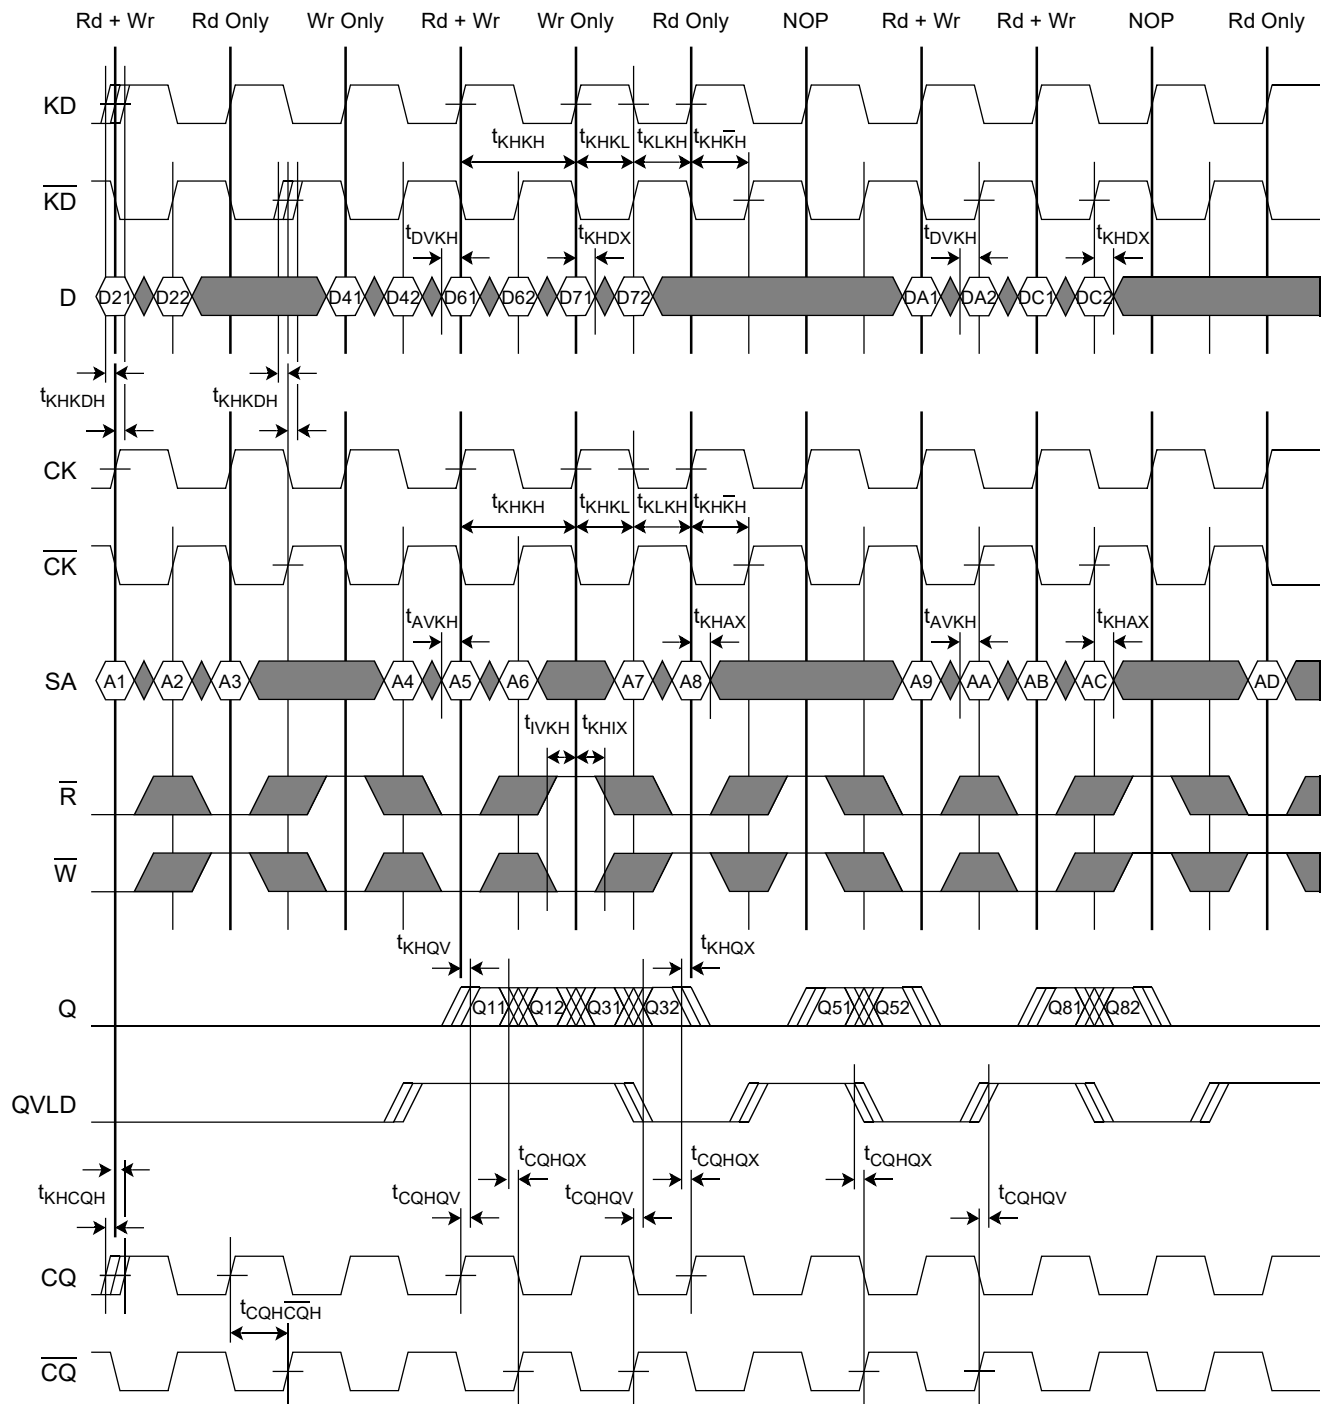 Rd + Wr Rd Only Wr Only Rd + Wr Wr Only Rd Only NOP Rd + Wr Rd + Wr NOP Rd Only
KD
tKHKH tKHKL tKLKH tKHK̅H
K̅D̅
tDVKH tKHDX tDVKH tKHDX
D D21 D22 D41 D42 D61 D62 D71 D72 DA1 DA2 DC1 DC2
tKHKDH tKHKDH
CK
tKHKH tKHKL tKLKH tKHK̅H
C̅K̅
tAVKH tKHAX tAVKH tKHAX
SA A1 A2 A3 A4 A5 A6 A7 A8 A9 AA AB AC AD
tIVKH tKHIX
R̅
W̅
tKHQV tKHQX
Q Q11 Q12 Q31 Q32 Q51 Q52 Q81 Q82
QVLD
tCQHQX tCQHQX tCQHQX
tKHCQH tCQHQV tCQHQV tCQHQV
CQ
tCQHC̅Q̅H
C̅Q̅